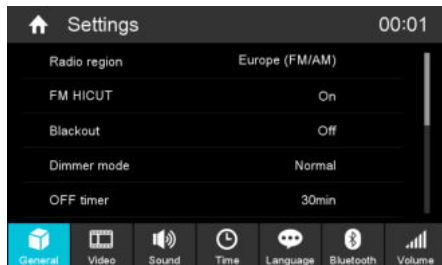 Settings 00:01
Radio region Europe (FM/AM)
FM HICUT On
Blackout Off
Dimmer mode Normal
OFF timer 30min
General Video Sound Time Language Bluetooth Volume